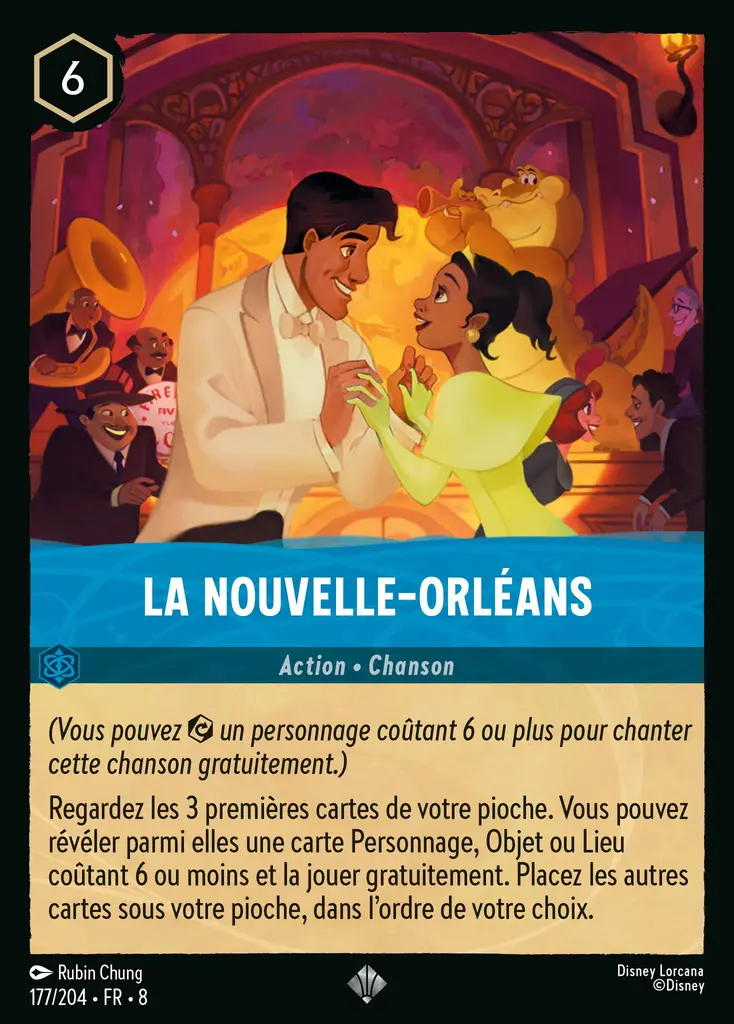 6
LA NOUVELLE-ORLÉANS
Action • Chanson
(Vous pouvez un personnage coûtant 6 ou plus pour chanter
cette chanson gratuitement.)
Regardez les 3 premières cartes de votre pioche. Vous pouvez
révéler parmi elles une carte Personnage, Objet ou Lieu
coûtant 6 ou moins et la jouer gratuitement. Placez les autres
cartes sous votre pioche, dans l'ordre de votre choix.
Rubin Chung
177/204 • FR • 8
Disney Lorcana
©Disney